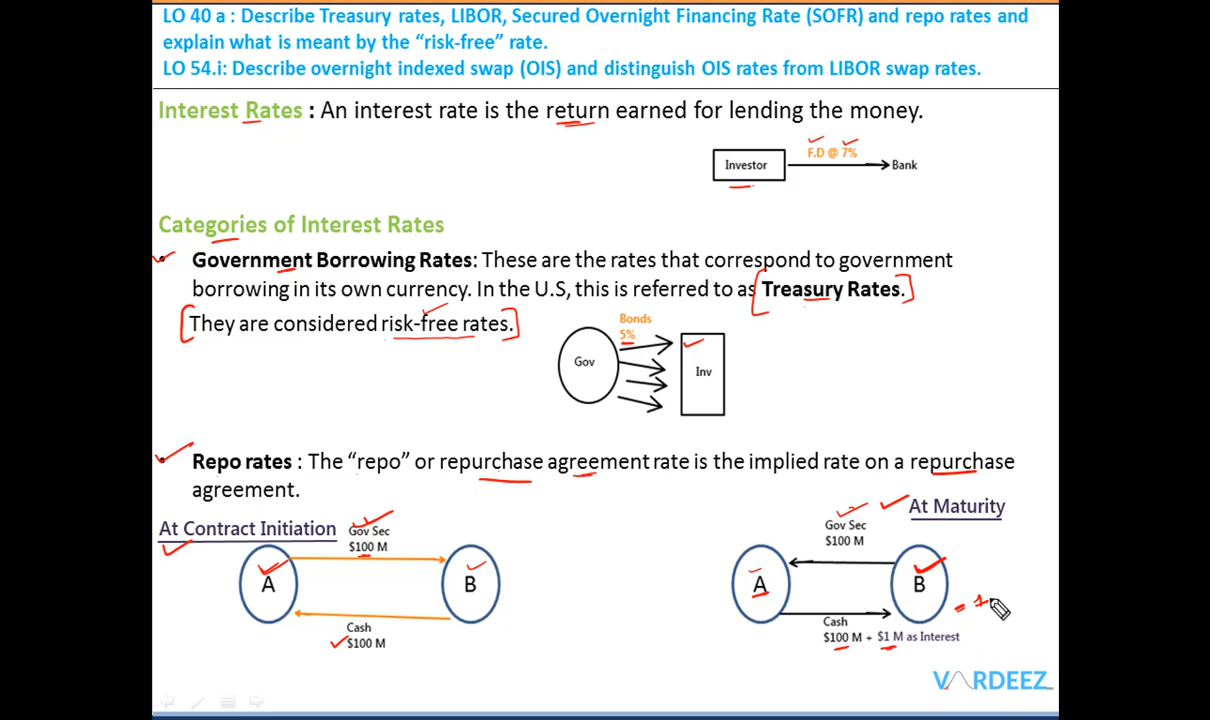 LO 40 a : Describe Treasury rates, LIBOR, Secured Overnight Financing Rate (SOFR) and repo rates and
explain what is meant by the “risk-free” rate.
LO 54.i: Describe overnight indexed swap (OIS) and distinguish OIS rates from LIBOR swap rates.
Interest Rates : An interest rate is the return earned for lending the money.
F.D @ 7%
Investor
Bank
Categories of Interest Rates
• Government Borrowing Rates: These are the rates that correspond to government
borrowing in its own currency. In the U.S, this is referred to as Treasury Rates.
They are considered risk-free rates.
Bonds
5%
Gov
Inv
• Repo rates : The “repo” or repurchase agreement rate is the implied rate on a repurchase
agreement.
At Contract Initiation
Gov Sec
$100 M
A
B
Cash
$100 M
At Maturity
Gov Sec
$100 M
A
B
Cash
$100 M + $1 M as Interest
VARDEEZ